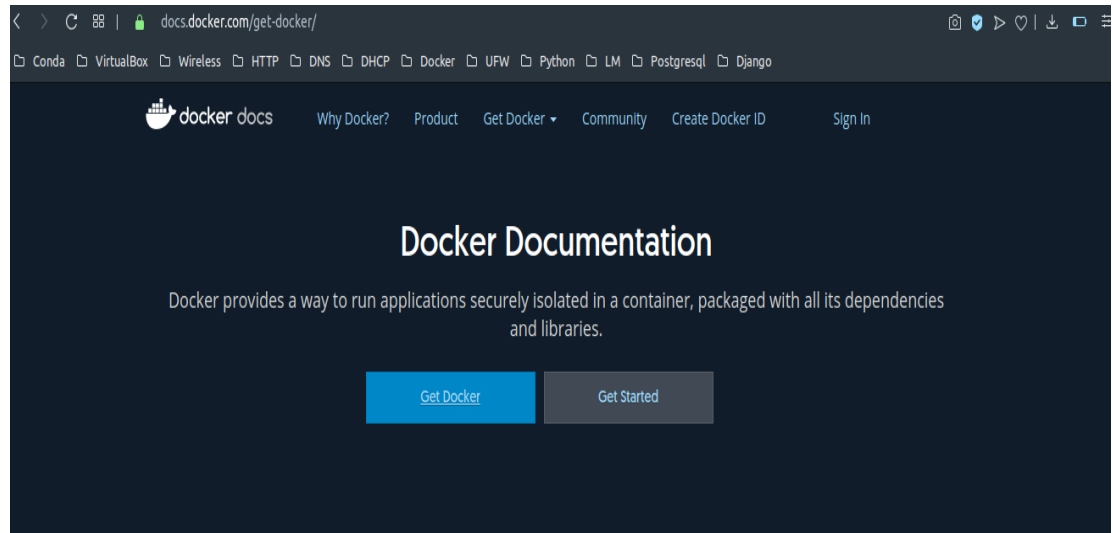 docs.docker.com/get-docker/
Conda VirtualBox Wireless HTTP DNS DHCP Docker UFW Python LM Postgresql Django
docker docs Why Docker? Product Get Docker Community Create Docker ID Sign In
Docker Documentation
Docker provides a way to run applications securely isolated in a container, packaged with all its dependencies
and libraries.
Get Docker Get Started